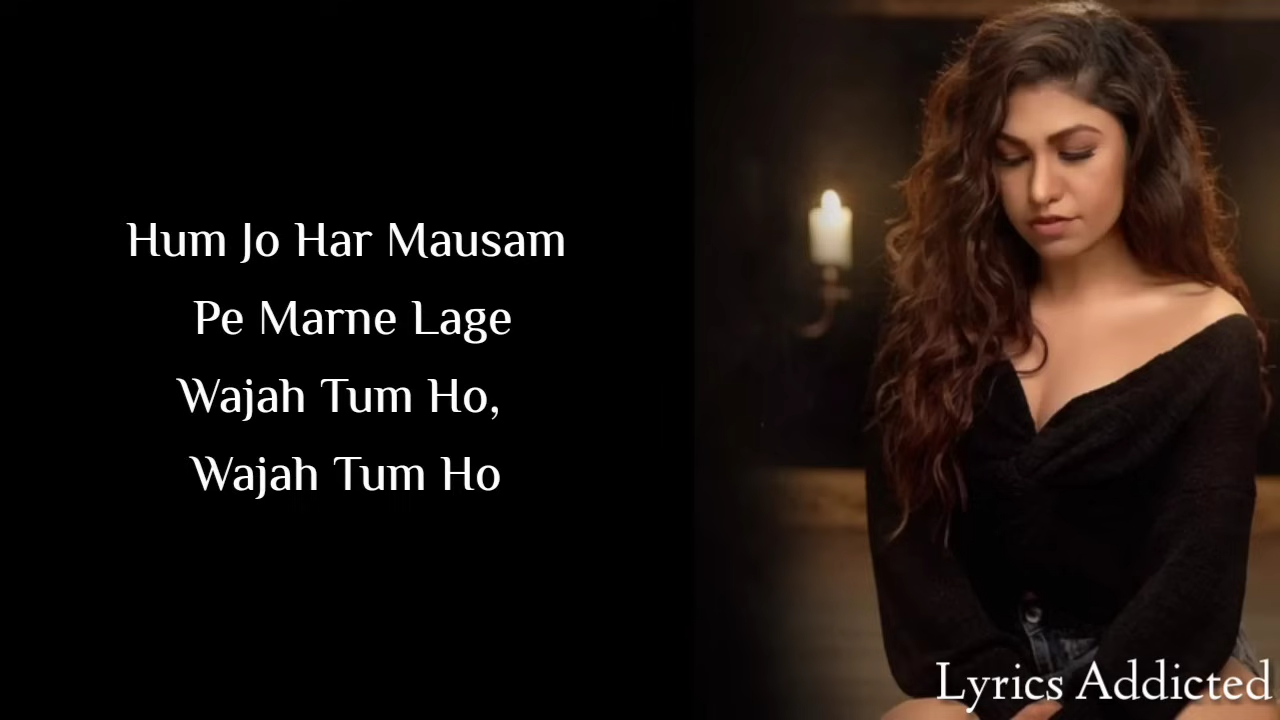 Hum Jo Har Mausam
Pe Marne Lage
Wajah Tum Ho,
Wajah Tum Ho
Lyrics Addicted